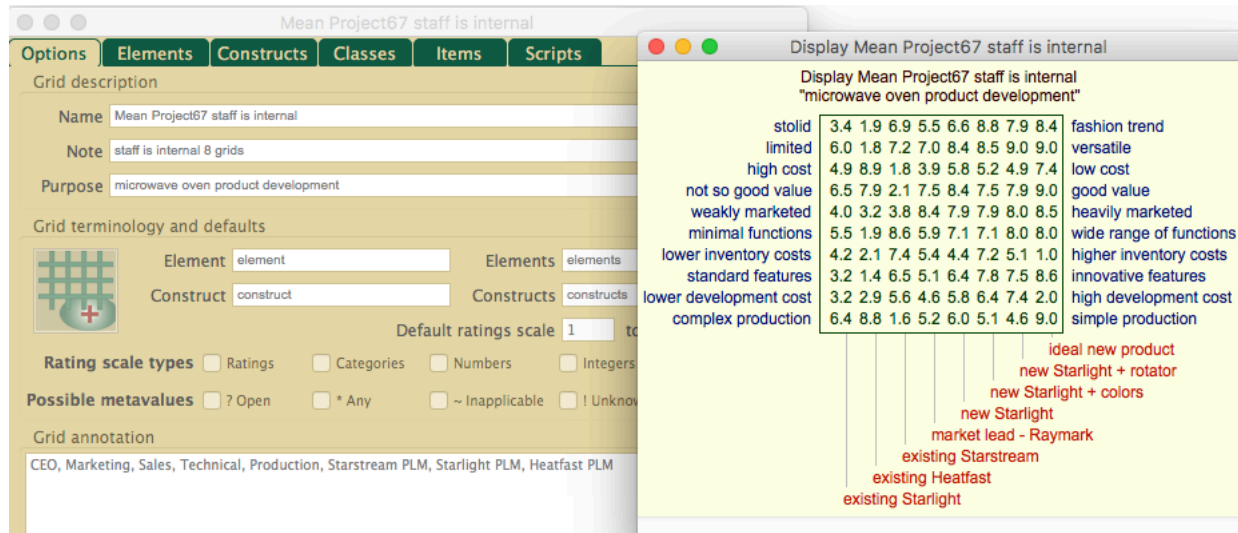 Mean Project67 staff is internal
Options Elements Constructs Classes Items Scripts
Grid description
Name Mean Project67 staff is internal
Note staff is internal 8 grids
Purpose microwave oven product development
Grid terminology and defaults
Element element Elements elements
Construct construct Constructs constructs
Default ratings scale 1
Rating scale types Ratings Categories Numbers Integers
Possible metavalues ? Open * Any ~ Inapplicable
Grid annotation
CEO, Marketing, Sales, Technical, Production, Starstream PLM, Starlight PLM, Heatfast PLM
Display Mean Project67 staff is internal
Display Mean Project67 staff is internal
"microwave oven product development"
stolid 3.4 1.9 6.9 5.5 6.6 8.8 7.9 8.4 fashion trend
limited 6.0 1.8 7.2 7.0 8.4 8.5 9.0 9.0 versatile
high cost 4.9 8.9 1.8 3.9 5.8 5.2 4.9 7.4 low cost
not so good value 6.5 7.9 2.1 7.5 8.4 7.5 7.9 9.0 good value
weakly marketed 4.0 3.2 3.8 8.4 7.9 7.9 8.0 8.5 heavily marketed
minimal functions 5.5 1.9 8.6 5.9 7.1 7.1 8.0 8.0 wide range of functions
lower inventory costs 4.2 2.1 7.4 5.4 4.4 7.2 5.1 1.0 higher inventory costs
standard features 3.2 1.4 6.5 5.1 6.4 7.8 7.5 8.6 innovative features
lower development cost 3.2 2.9 5.6 4.6 5.8 6.4 7.4 2.0 high development cost
complex production 6.4 8.8 1.6 5.2 6.0 5.1 4.6 9.0 simple production
ideal new product
new Starlight + rotator
new Starlight + colors
new Starlight
market lead - Raymark
existing Starstream
existing Heatfast
existing Starlight